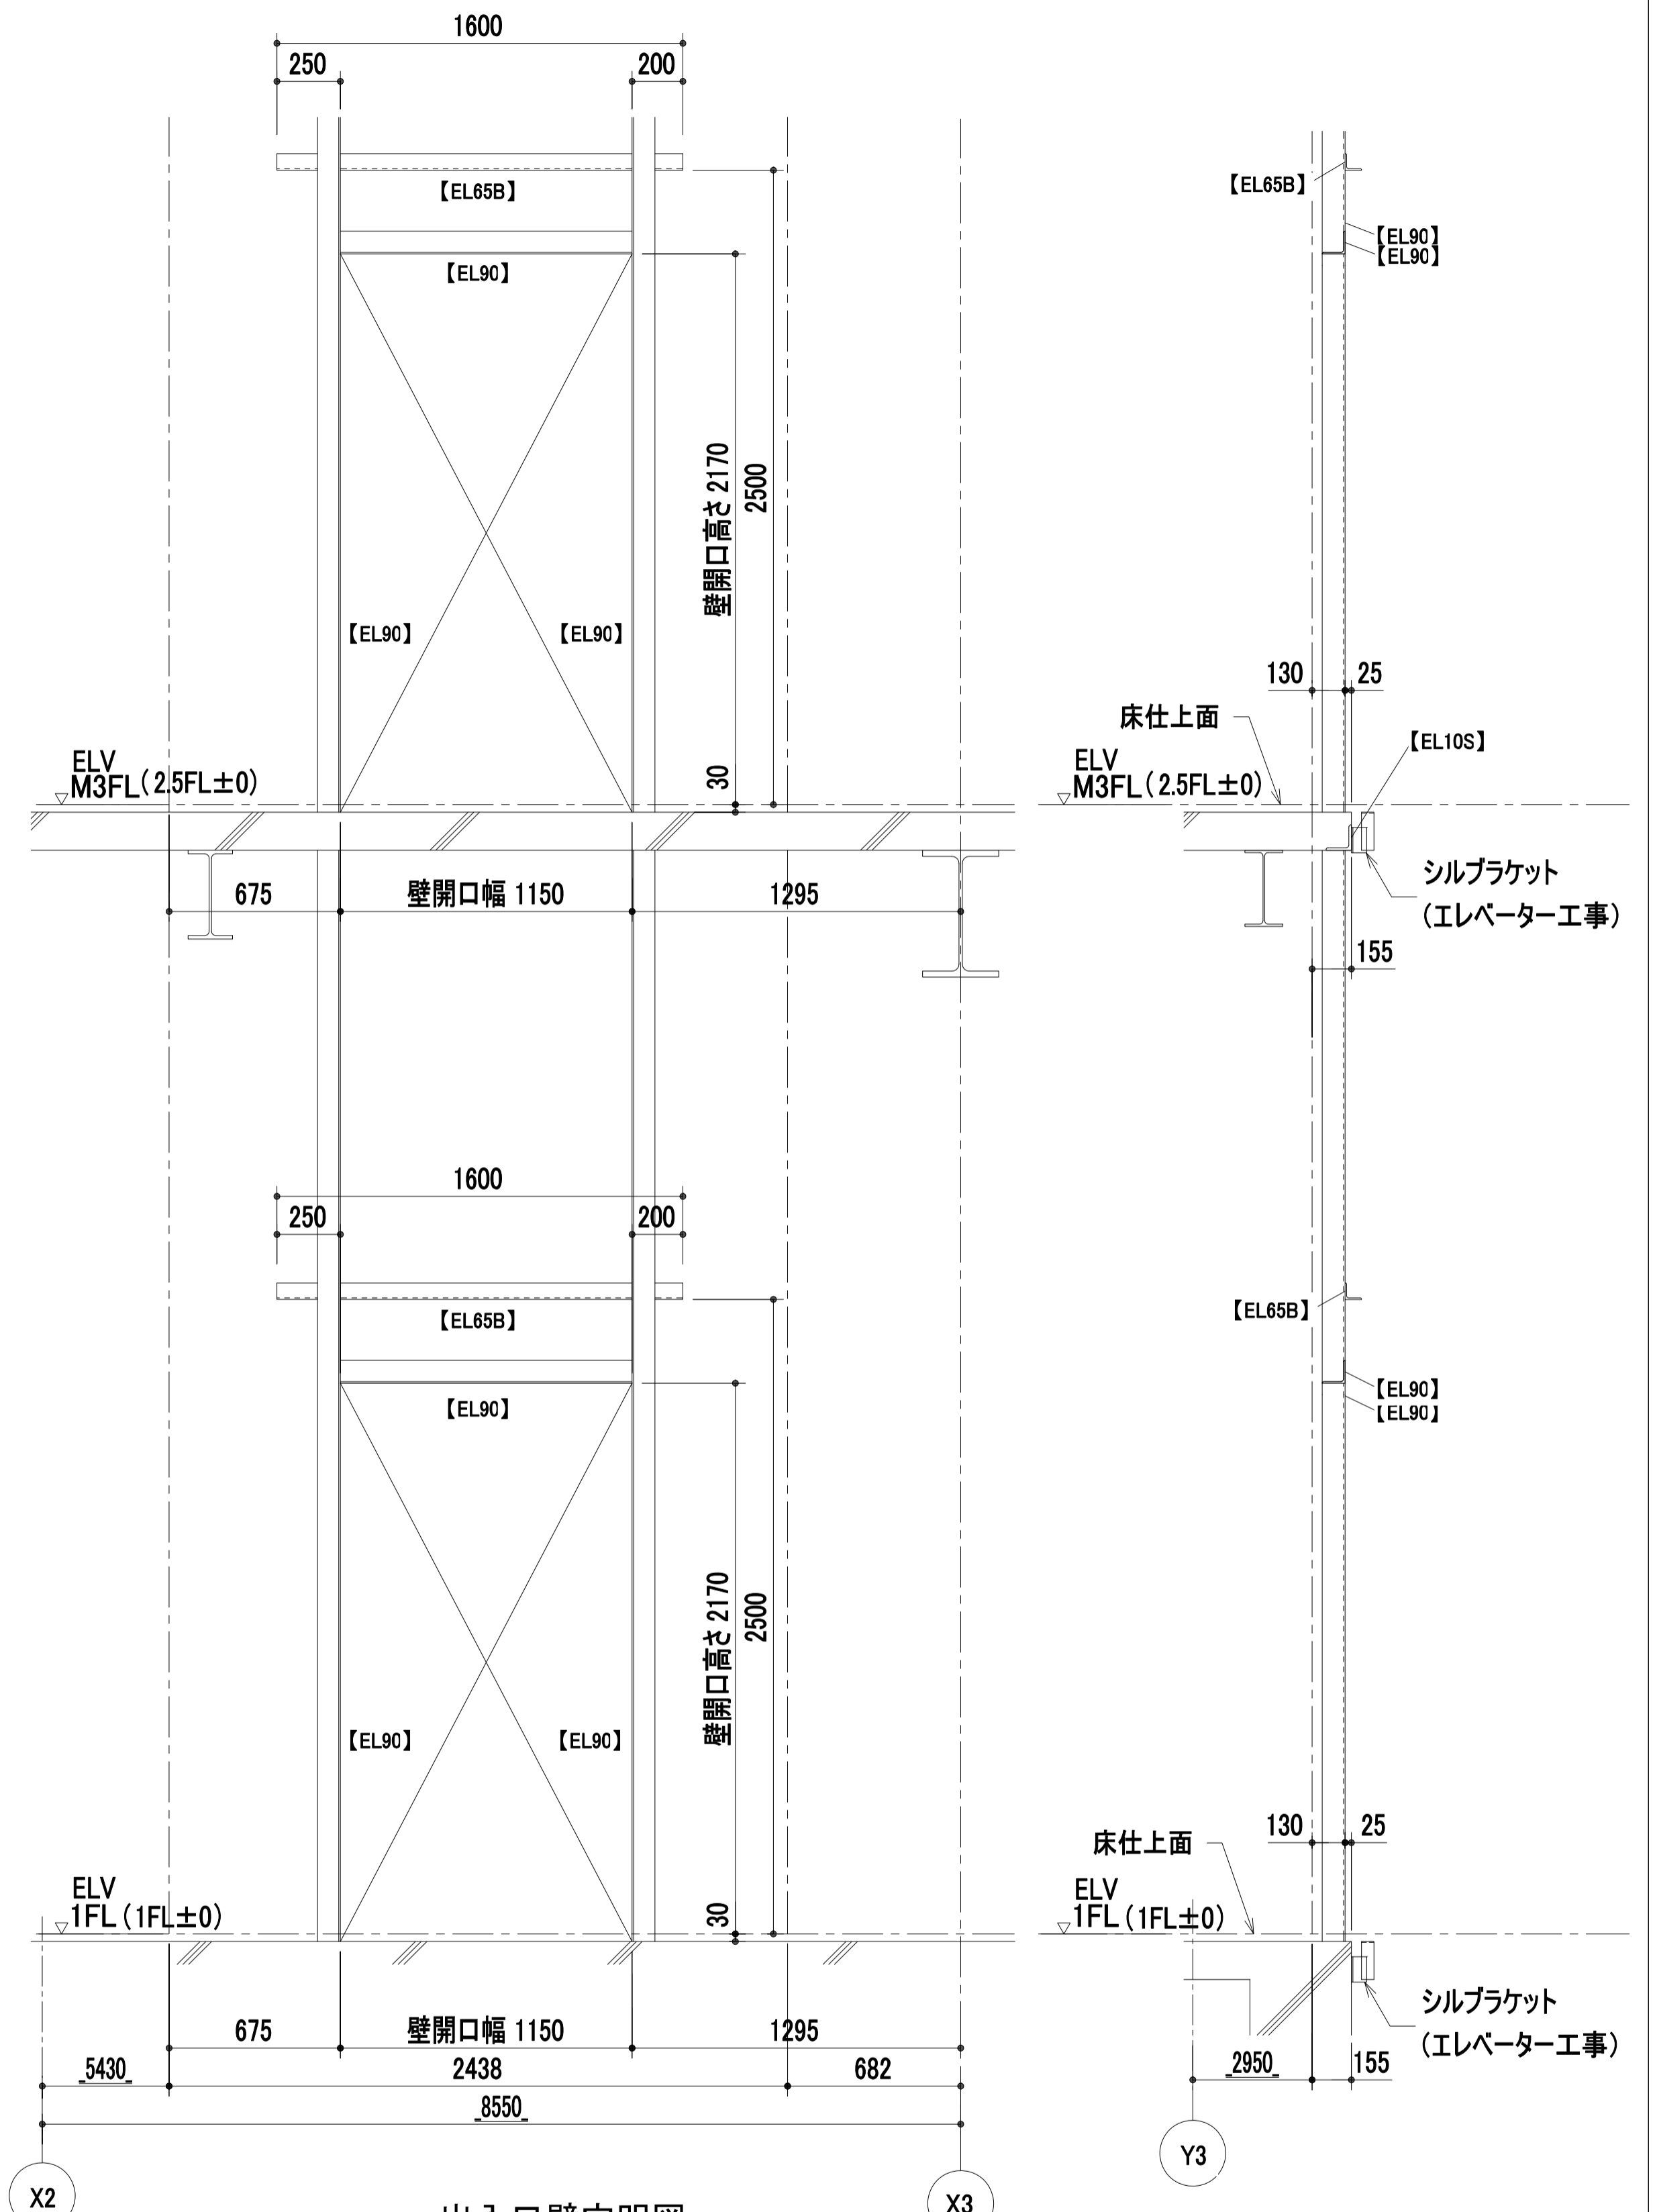 1600
250
200
【EL65B】
【EL90】
【EL90】
【EL90】
壁開口高さ 2170
2500
30
ELV
M3FL(2.5FL±0)
675
壁開口幅 1150
1295
1600
250
200
【EL65B】
【EL90】
【EL90】
【EL90】
壁開口高さ 2170
2500
30
ELV
1FL(1FL±0)
675
壁開口幅 1150
1295
5430
2438
682
8550
X2
X3
【EL65B】
【EL90】
【EL90】
130
25
床仕上面
【EL10S】
ELV
M3FL(2.5FL±0)
シルブラケット
(エレベーター工事)
155
【EL65B】
【EL90】
【EL90】
130
25
床仕上面
ELV
1FL(1FL±0)
シルブラケット
(エレベーター工事)
2950
155
Y3